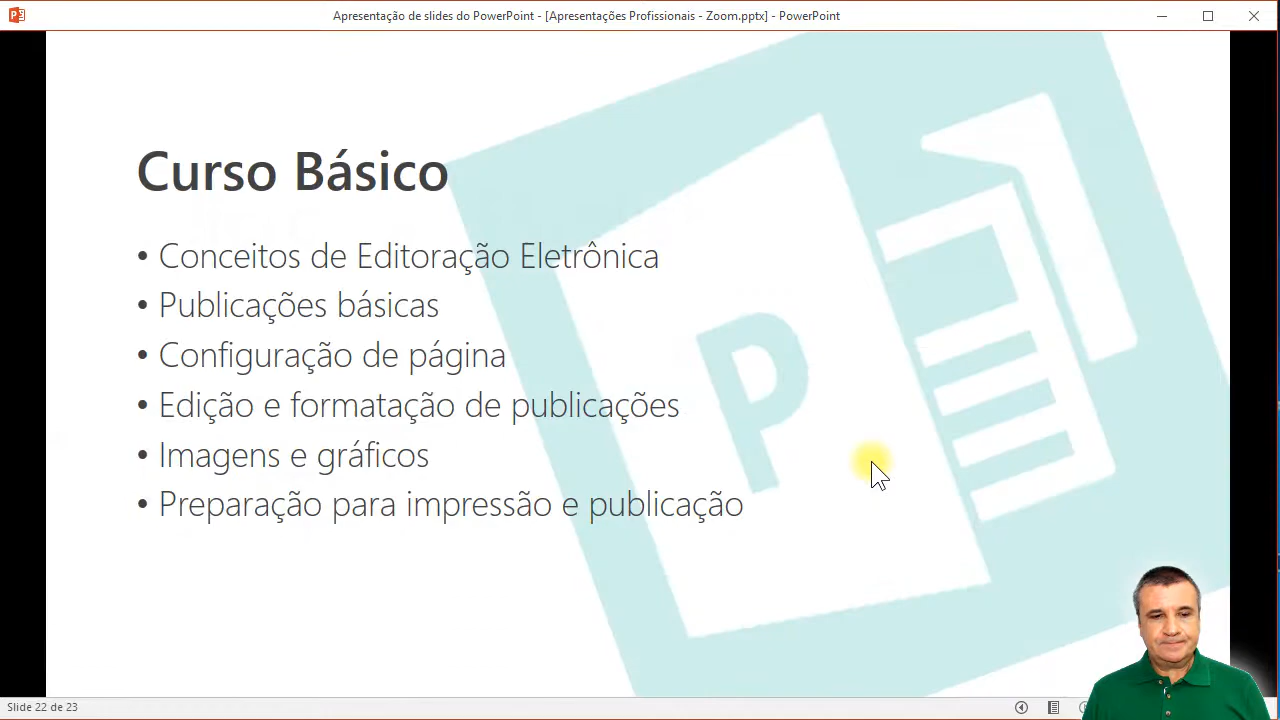 Apresentação de slides do PowerPoint - [Apresentações Profissionais - Zoom.pptx] - PowerPoint
Curso Básico
• Conceitos de Editoração Eletrônica
• Publicações básicas
• Configuração de página
• Edição e formatação de publicações
• Imagens e gráficos
• Preparação para impressão e publicação
P
Slide 22 de 23